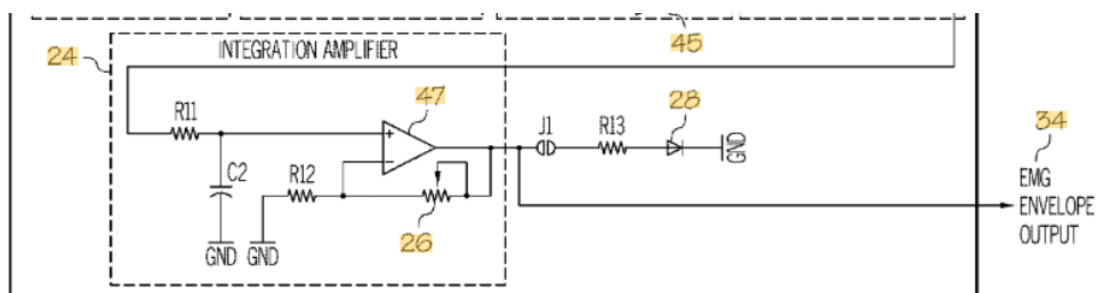 45
24
INTEGRATION AMPLIFIER
47
R11
J1
R13
28
GND
34
EMG
ENVELOPE
OUTPUT
C2
R12
26
GND
GND